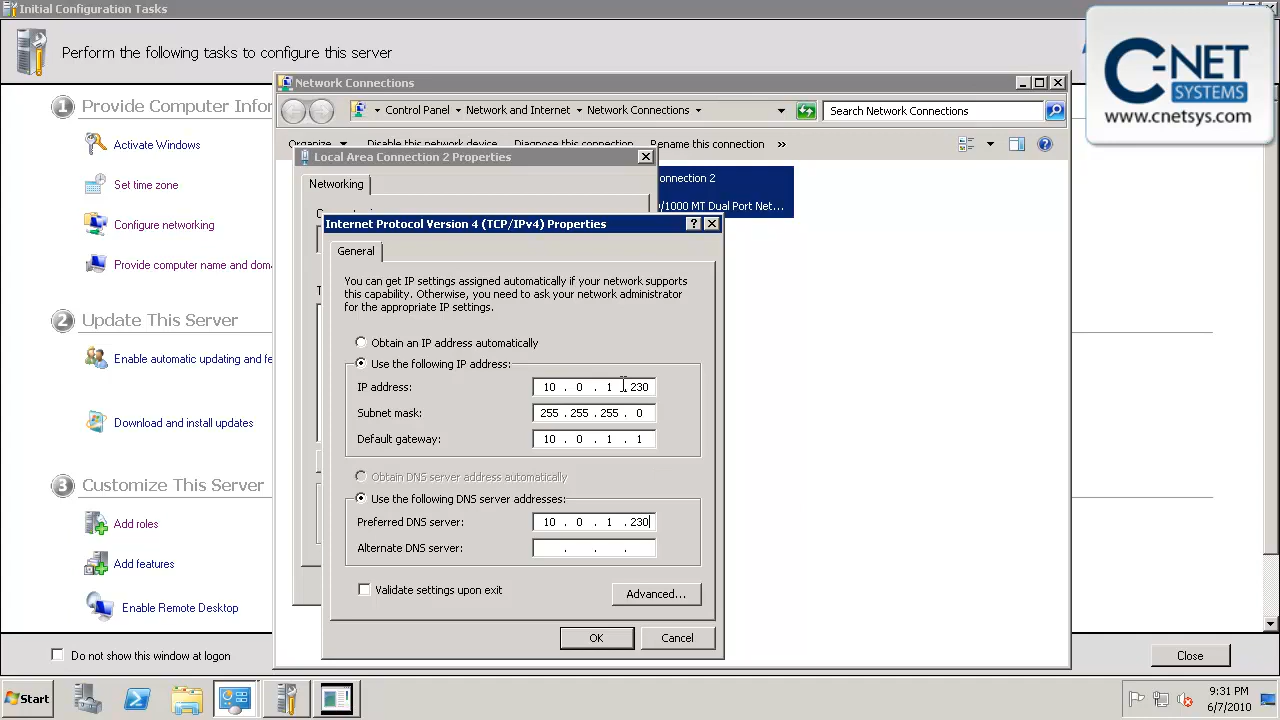 Initial Configuration Tasks
Perform the following tasks to configure this server
C-NET
SYSTEMS
www.cnetsys.com
1 Provide Computer Infor
Activate Windows
Set time zone
Configure networking
Provide computer name and doma
2 Update This Server
Enable automatic updating and fe
Download and install updates
3 Customize This Server
Add roles
Add features
Enable Remote Desktop
Do not show this window at logon
Close
Network Connections
Control Panel Network and Internet Network Connections
Search Network Connections
Organize Disable this network device Diagnose this connection Rename this connection »
Local Area Connection 2 Properties
Networking
onnection 2
0/1000 MT Dual Port Net...
Internet Protocol Version 4 (TCP/IPv4) Properties
General
You can get IP settings assigned automatically if your network supports
this capability. Otherwise, you need to ask your network administrator
for the appropriate IP settings.
Obtain an IP address automatically
Use the following IP address:
IP address: 10 . 0 . 1 . 230
Subnet mask: 255 . 255 . 255 . 0
Default gateway: 10 . 0 . 1 . 1
Obtain DNS server address automatically
Use the following DNS server addresses:
Preferred DNS server: 10 . 0 . 1 . 230
Alternate DNS server: . . .
Validate settings upon exit
Advanced...
OK
Cancel
Start
9:31 PM
6/7/2010